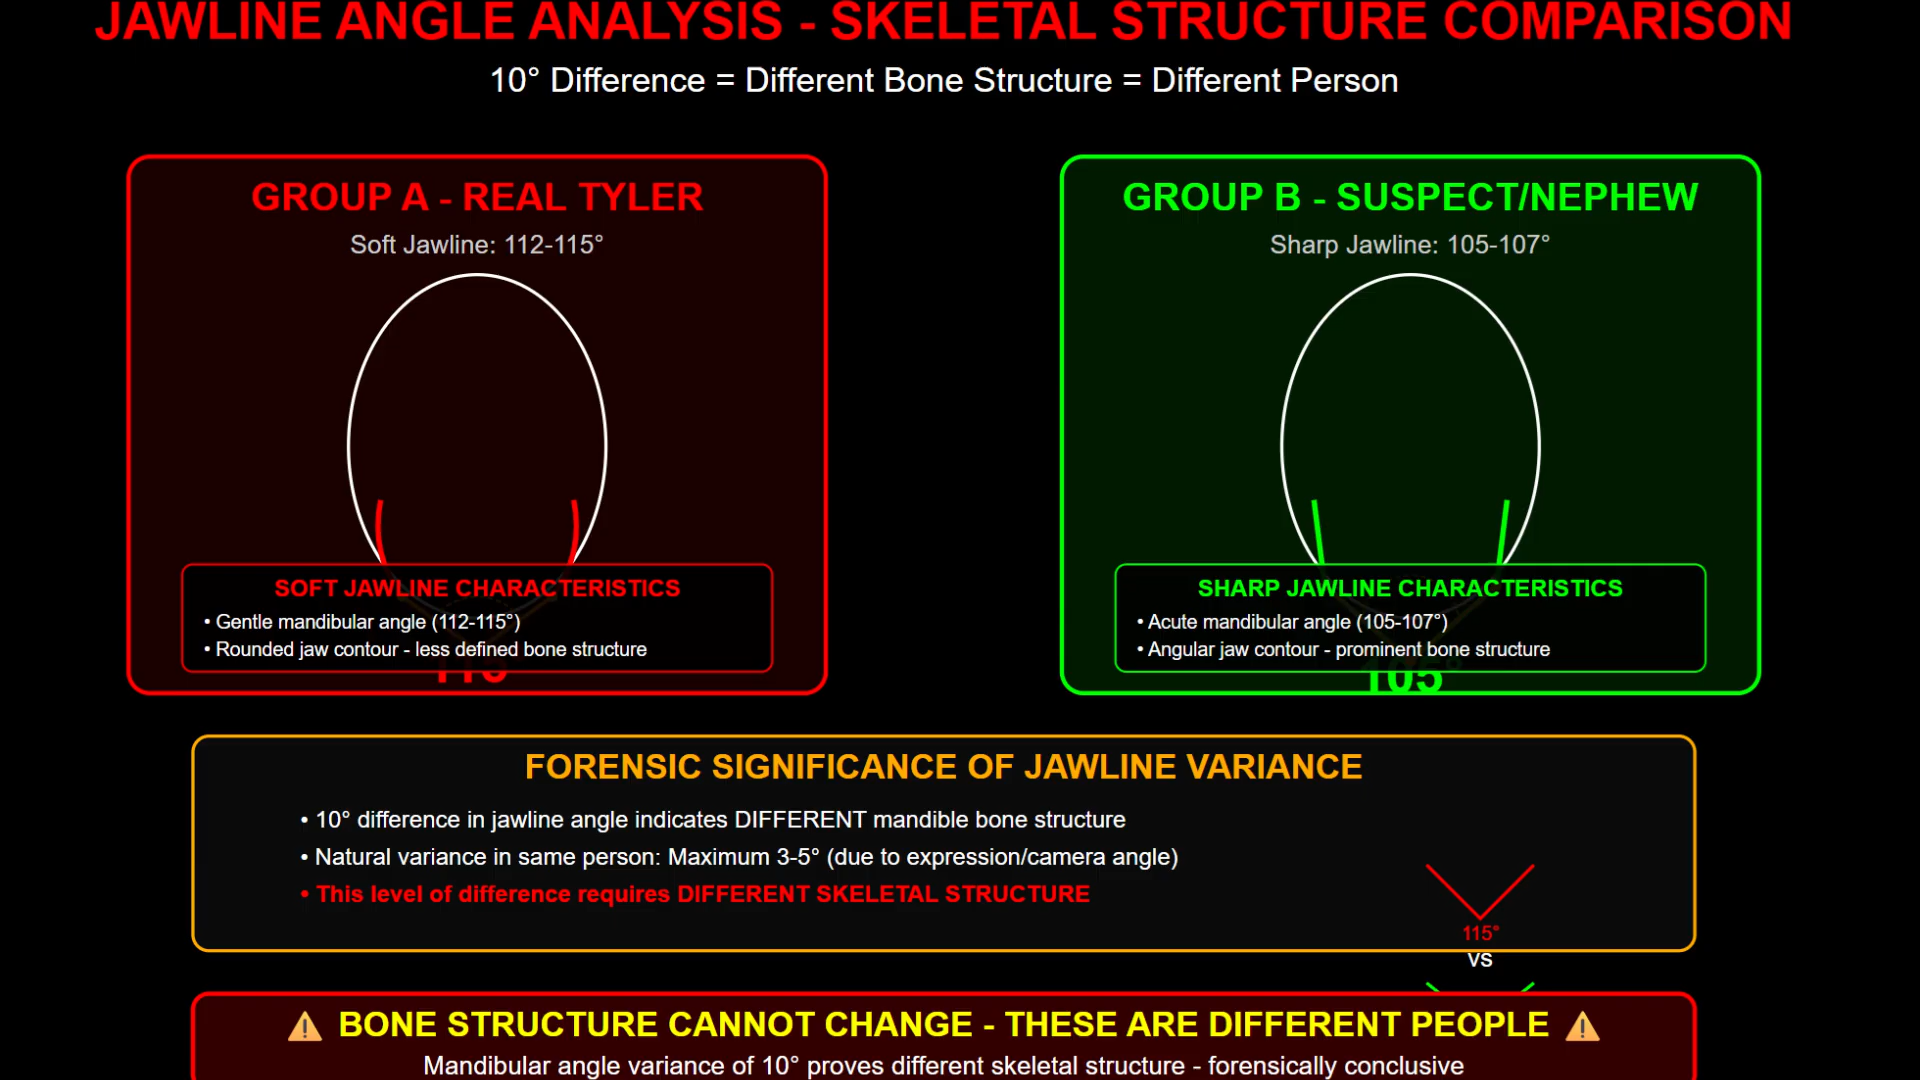 JAWLINE ANGLE ANALYSIS - SKELETAL STRUCTURE COMPARISON
10° Difference = Different Bone Structure = Different Person
GROUP A - REAL TYLER
Soft Jawline: 112-115°
SOFT JAWLINE CHARACTERISTICS
• Gentle mandibular angle (112-115°)
• Rounded jaw contour - less defined bone structure
115°
GROUP B - SUSPECT/NEPHEW
Sharp Jawline: 105-107°
SHARP JAWLINE CHARACTERISTICS
• Acute mandibular angle (105-107°)
• Angular jaw contour - prominent bone structure
105°
FORENSIC SIGNIFICANCE OF JAWLINE VARIANCE
• 10° difference in jawline angle indicates DIFFERENT mandible bone structure
• Natural variance in same person: Maximum 3-5° (due to expression/camera angle)
• This level of difference requires DIFFERENT SKELETAL STRUCTURE
115°
VS
⚠ BONE STRUCTURE CANNOT CHANGE - THESE ARE DIFFERENT PEOPLE ⚠
Mandibular angle variance of 10° proves different skeletal structure - forensically conclusive